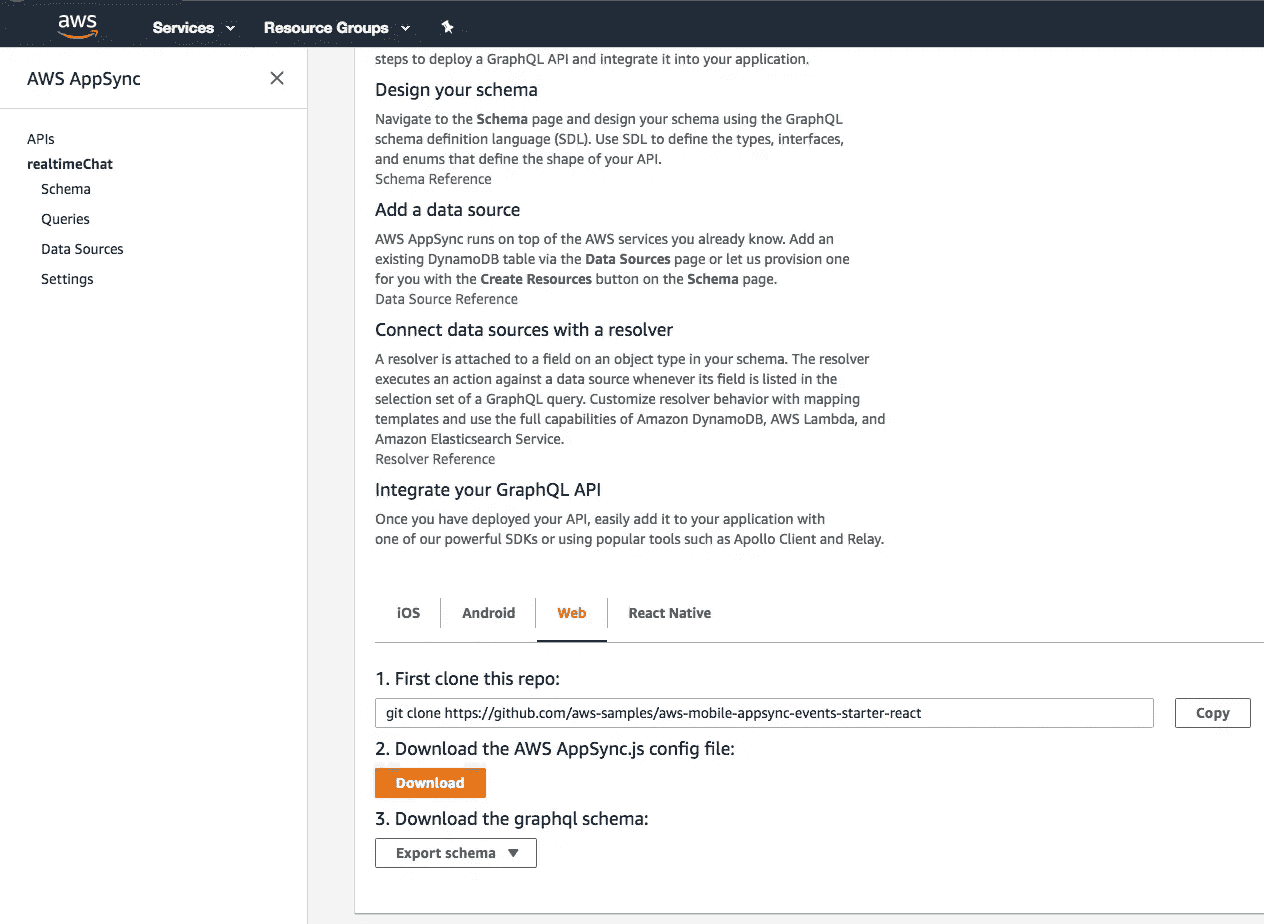 aws
Services
Resource Groups
AWS AppSync
APIs
realtimeChat
Schema
Queries
Data Sources
Settings
steps to deploy a GraphQL API and integrate it into your application.
Design your schema
Navigate to the Schema page and design your schema using the GraphQL
schema definition language (SDL). Use SDL to define the types, interfaces,
and enums that define the shape of your API.
Schema Reference
Add a data source
AWS AppSync runs on top of the AWS services you already know. Add an
existing DynamoDB table via the Data Sources page or let us provision one
for you with the Create Resources button on the Schema page.
Data Source Reference
Connect data sources with a resolver
A resolver is attached to a field on an object type in your schema. The resolver
executes an action against a data source whenever its field is listed in the
selection set of a GraphQL query. Customize resolver behavior with mapping
templates and use the full capabilities of Amazon DynamoDB, AWS Lambda, and
Amazon Elasticsearch Service.
Resolver Reference
Integrate your GraphQL API
Once you have deployed your API, easily add it to your application with
one of our powerful SDKs or using popular tools such as Apollo Client and Relay.
iOS Android Web React Native
1. First clone this repo:
git clone https://github.com/aws-samples/aws-mobile-appsync-events-starter-react
Copy
2. Download the AWS AppSync.js config file:
Download
3. Download the graphql schema:
Export schema